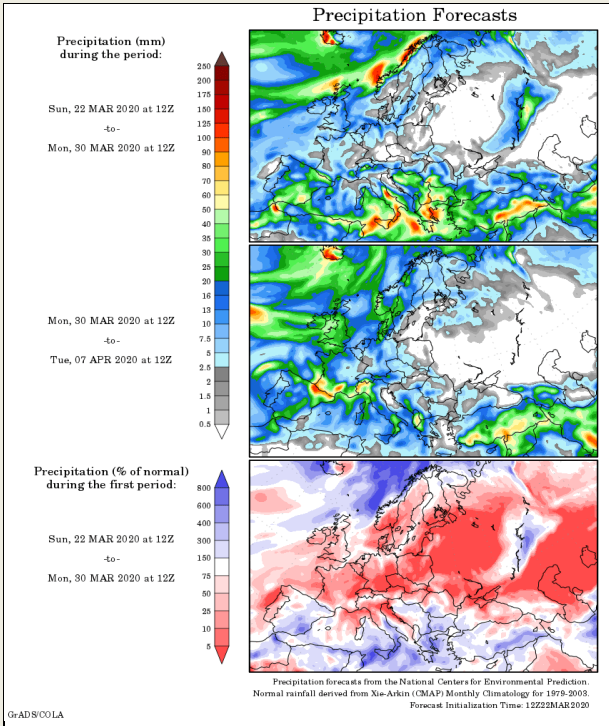 Precipitation Forecasts
Precipitation (mm)
during the period:
Sun, 22 MAR 2020 at 12Z
-to-
Mon, 30 MAR 2020 at 12Z
250
200
175
150
125
100
90
80
70
60
50
40
35
30
25
20
16
13
10
7.5
5
2.5
2
1.5
1
0.5
Mon, 30 MAR 2020 at 12Z
-to-
Tue, 07 APR 2020 at 12Z
Precipitation (% of normal)
during the first period:
Sun, 22 MAR 2020 at 12Z
-to-
Mon, 30 MAR 2020 at 12Z
800
600
400
300
150
75
50
25
10
5
Precipitation forecasts from the National Centers for Environmental Prediction.
Normal rainfall derived from Xie-Arkin (CMAP) Monthly Climatology for 1979-2003.
Forecast Initialization Time: 12Z22MAR2020
GrADS/COLA